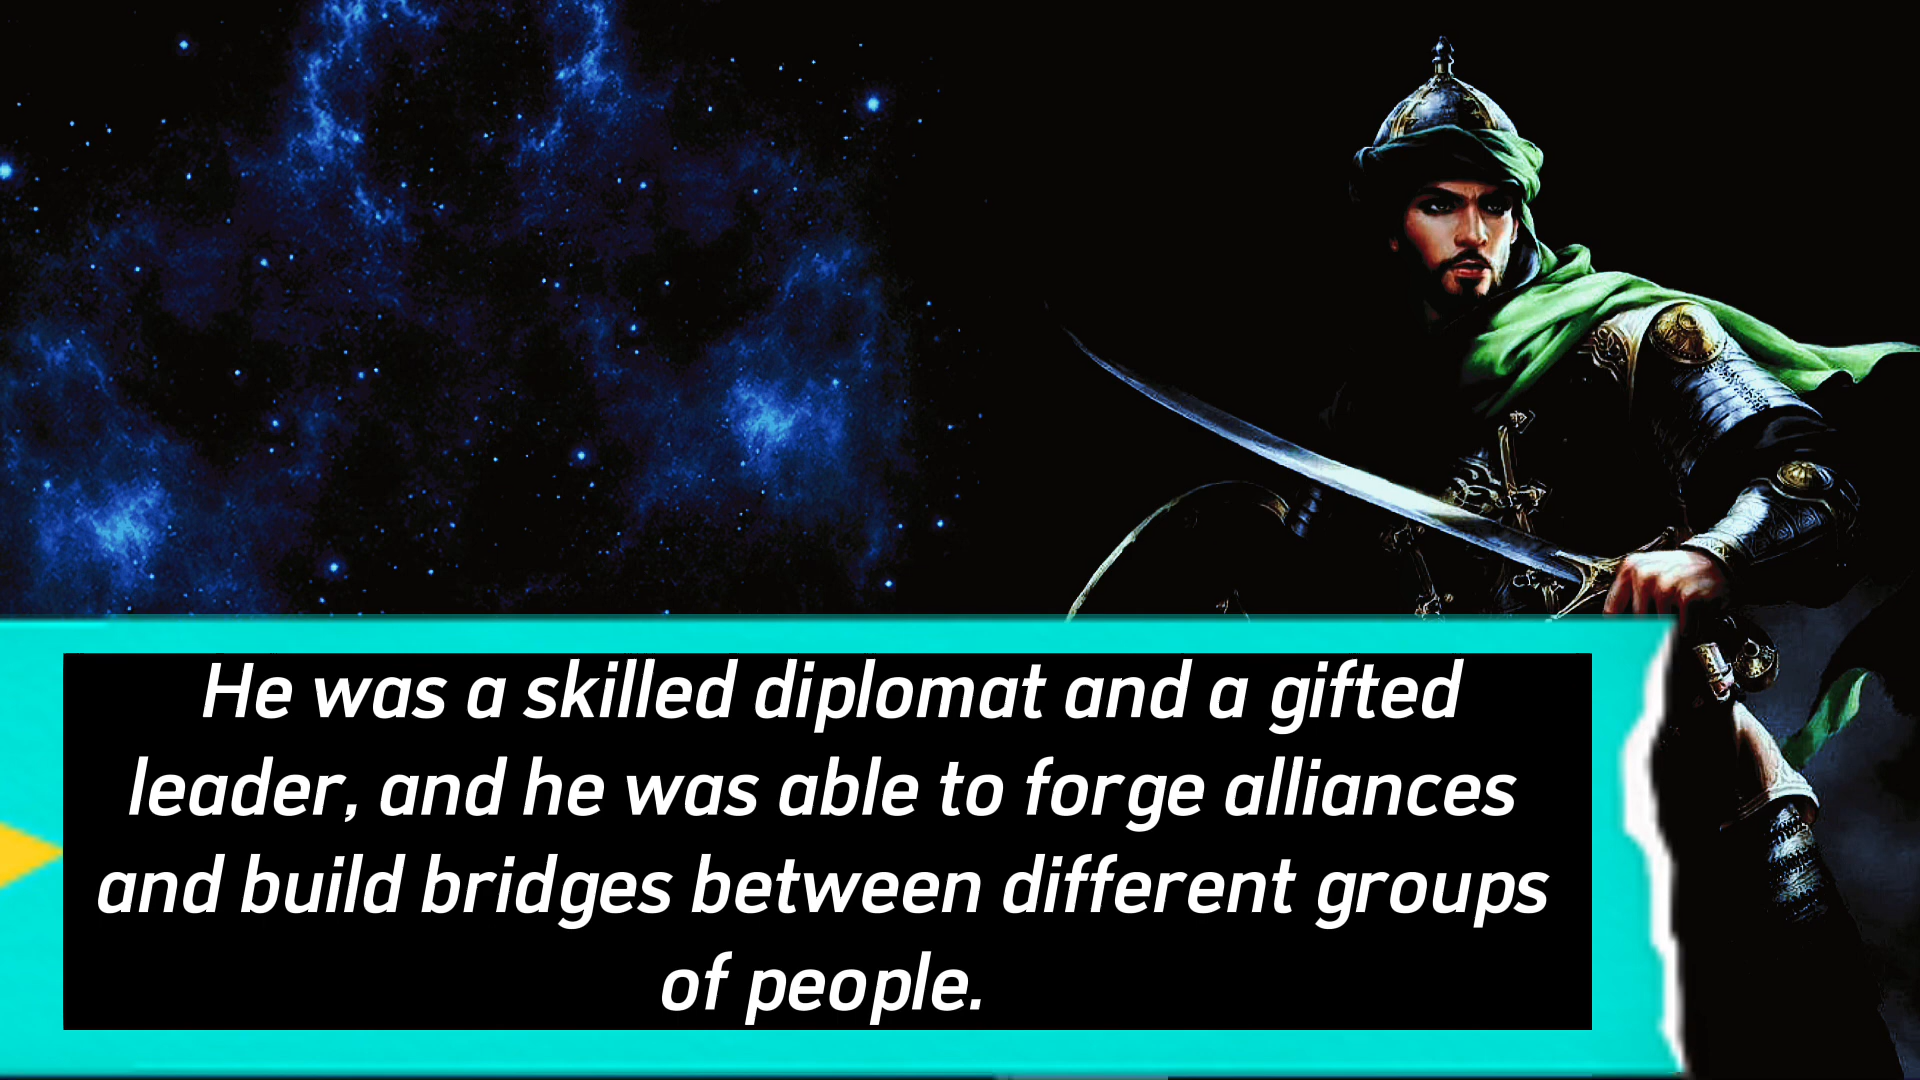 He was a skilled diplomat and a gifted
leader, and he was able to forge alliances
and build bridges between different groups
of people.